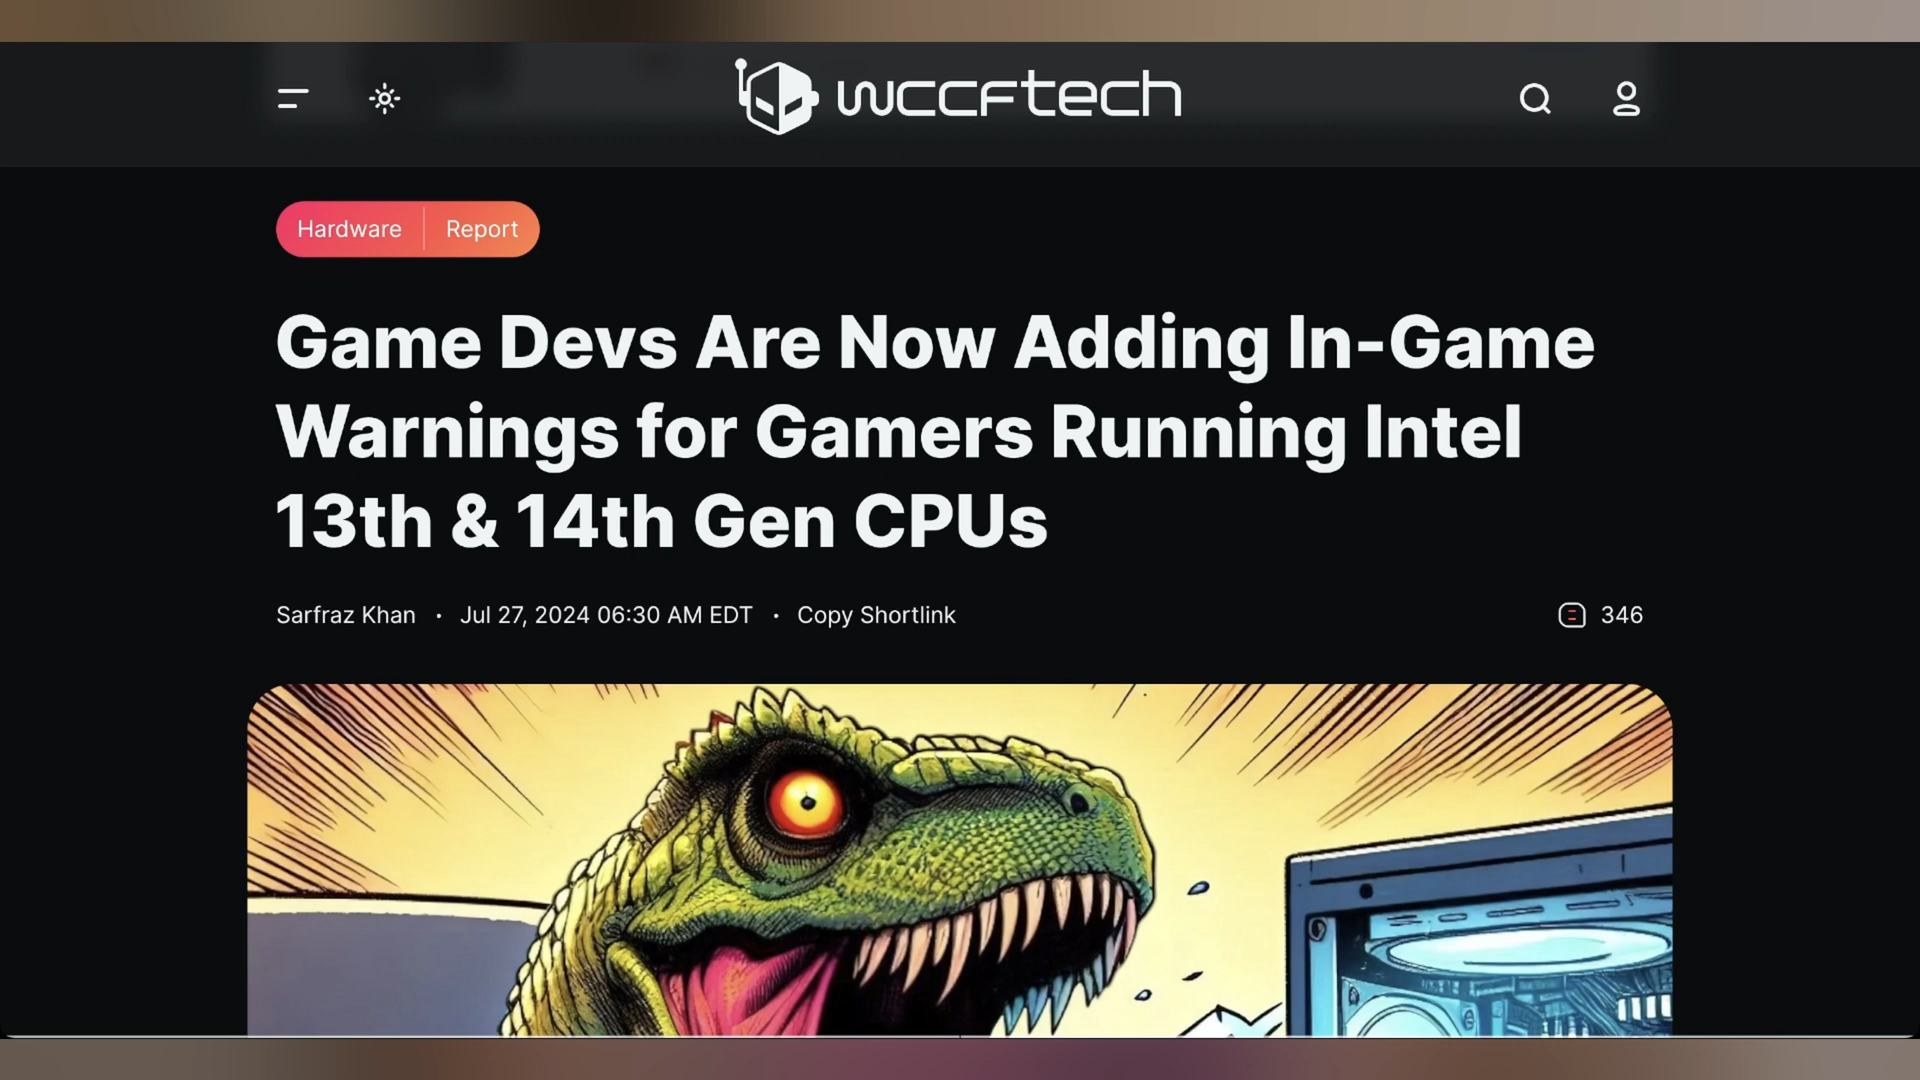 wccftech
Hardware Report
Game Devs Are Now Adding In-Game
Warnings for Gamers Running Intel
13th & 14th Gen CPUs
Sarfraz Khan • Jul 27, 2024 06:30 AM EDT • Copy Shortlink 346